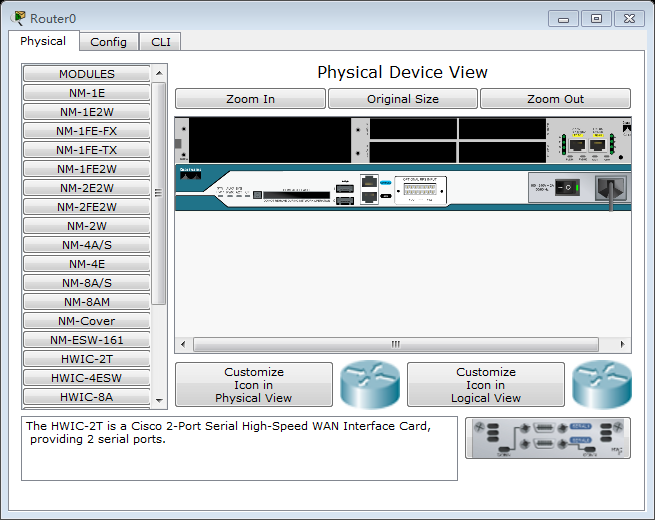 Router0
Physical
Config
CLI
MODULES
NM-1E
NM-1E2W
NM-1FE-FX
NM-1FE-TX
NM-1FE2W
NM-2E2W
NM-2FE2W
NM-2W
NM-4A/S
NM-4E
NM-8A/S
NM-8AM
NM-Cover
NM-ESW-161
HWIC-2T
HWIC-4ESW
HWIC-8A
Physical Device View
Zoom In
Original Size
Zoom Out
OPTIONAL RPS INPUT
Customize
Icon in
Physical View
Customize
Icon in
Logical View
The HWIC-2T is a Cisco 2-Port Serial High-Speed WAN Interface Card,
providing 2 serial ports.